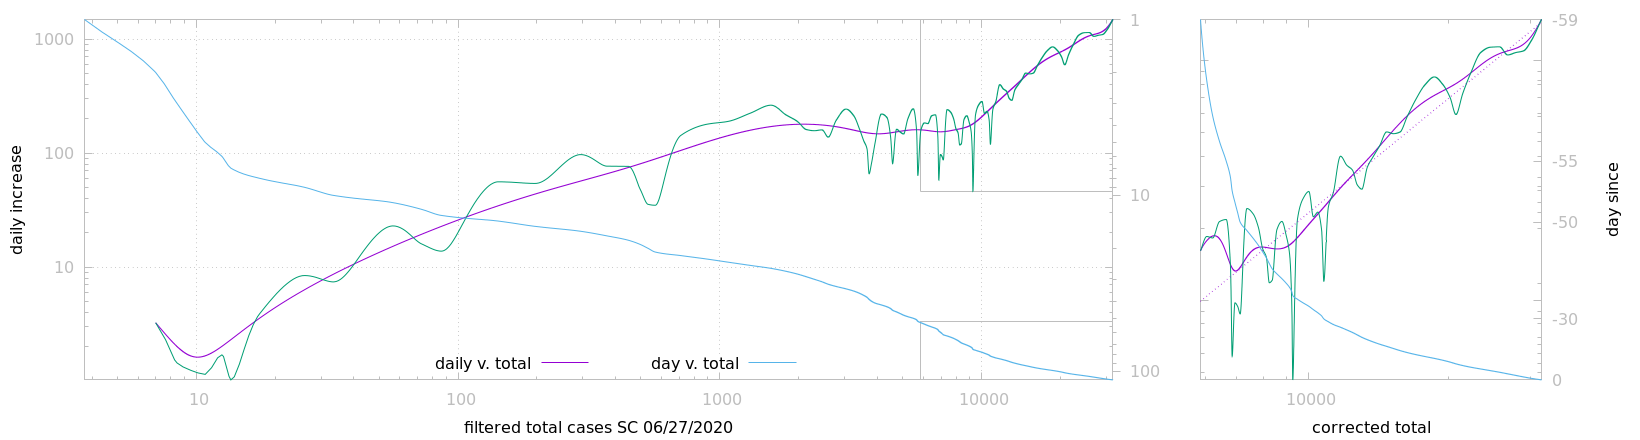 1000
100
10
daily increase
daily v. total
day v. total
10
100
1000
10000
filtered total cases SC 06/27/2020
1
10
100
10000
corrected total
-59
-55
-50
-30
0
day since